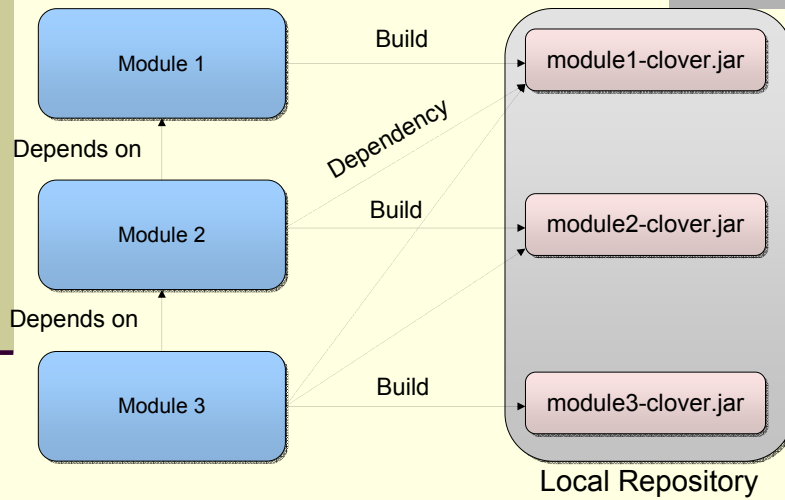 Build
Module 1
module1-clover.jar
Depends on
Dependency
Module 2
Build
module2-clover.jar
Depends on
Module 3
Build
module3-clover.jar
Local Repository